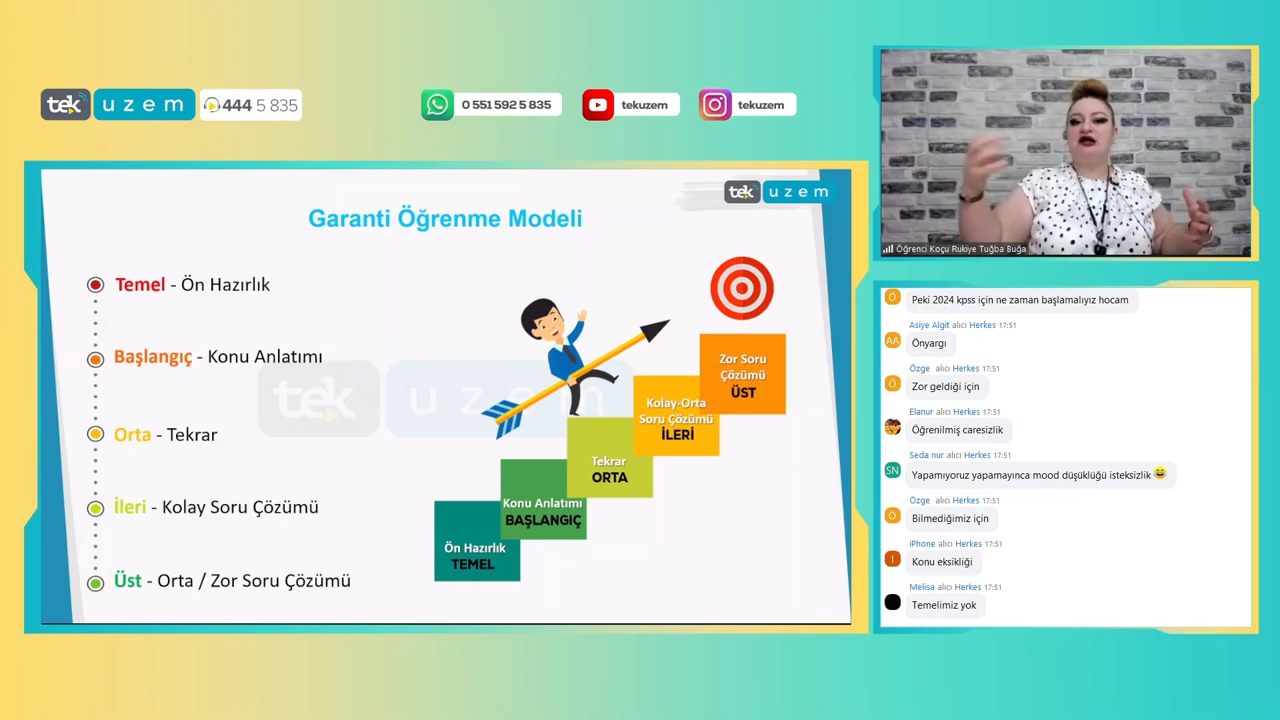 tek uzem 444 5 835
0 551 592 5 835
tekuzem
tekuzem
tek uzem
Garanti Öğrenme Modeli
Temel - Ön Hazırlık
Başlangıç - Konu Anlatımı
Orta - Tekrar
İleri - Kolay Soru Çözümü
Üst - Orta / Zor Soru Çözümü
tek uzem
Zor Soru
Çözümü
ÜST
Kolay-Orta
Soru Çözümü
İLERİ
Tekrar
ORTA
Konu Anlatımı
BAŞLANGIÇ
Ön Hazırlık
TEMEL
Öğrenci Koçu Rukiye Tuğba Buğa
Ö
Peki 2024 kpss için ne zaman başlamalıyız hocam
Asiye Algit alıcı Herkes 17:51
AA
Önyargı
Özge alıcı Herkes 17:51
Ö
Zor geldiği için
Elanur alıcı Herkes 17:51
Öğrenilmiş caresizlik
Seda nur alıcı Herkes 17:51
SN
Yapamıyoruz yapamayınca mood düşüklüğü isteksizlik 😅
Özge alıcı Herkes 17:51
Ö
Bilmediğimiz için
iPhone alıcı Herkes 17:51
I
Konu eksikliği
Melisa alıcı Herkes 17:51
Temelimiz yok